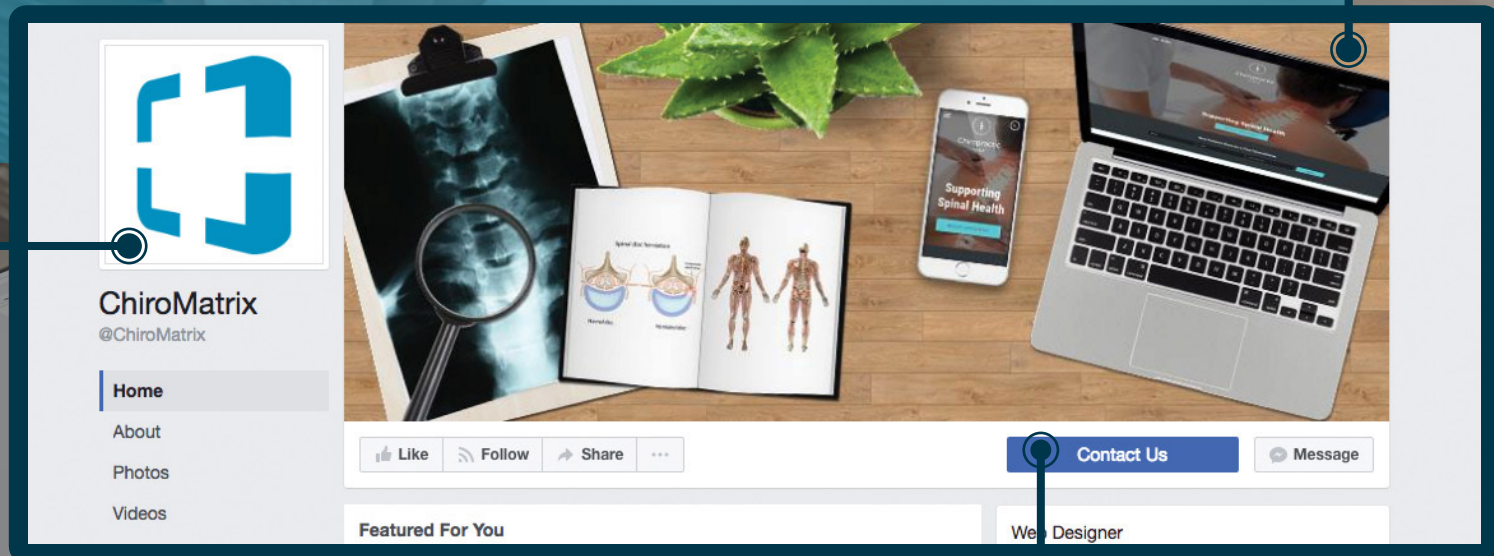 ChiroMatrix
@ChiroMatrix
Home
About
Photos
Videos
Chiropractic
Supporting
Spinal Health
Supporting Spinal Health
Like
Follow
Share
Contact Us
Message
Featured For You
Web Designer